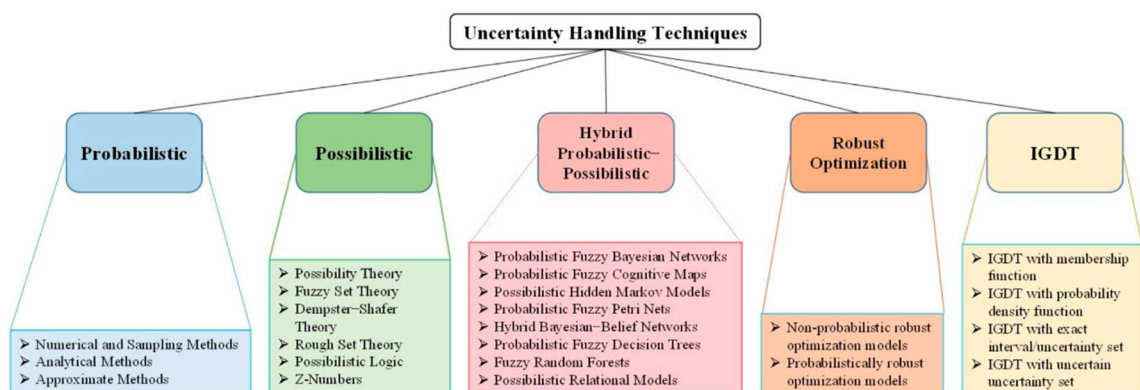 Uncertainty Handling Techniques
Probabilistic
Possibilistic
Hybrid
Probabilistic–
Possibilistic
Robust
Optimization
IGDT
➢ Numerical and Sampling Methods
➢ Analytical Methods
➢ Approximate Methods
➢ Possibility Theory
➢ Fuzzy Set Theory
➢ Dempster–Shafer
Theory
➢ Rough Set Theory
➢ Possibilistic Logic
➢ Z-Numbers
➢ Probabilistic Fuzzy Bayesian Networks
➢ Probabilistic Fuzzy Cognitive Maps
➢ Possibilistic Hidden Markov Models
➢ Probabilistic Fuzzy Petri Nets
➢ Hybrid Bayesian–Belief Networks
➢ Probabilistic Fuzzy Decision Trees
➢ Fuzzy Random Forests
➢ Possibilistic Relational Models
➢ Non-probabilistic robust
optimization models
➢ Probabilistically robust
optimization models
➢ IGDT with membership
function
➢ IGDT with probability
density function
➢ IGDT with exact
interval/uncertainty set
➢ IGDT with uncertain
uncertainty set